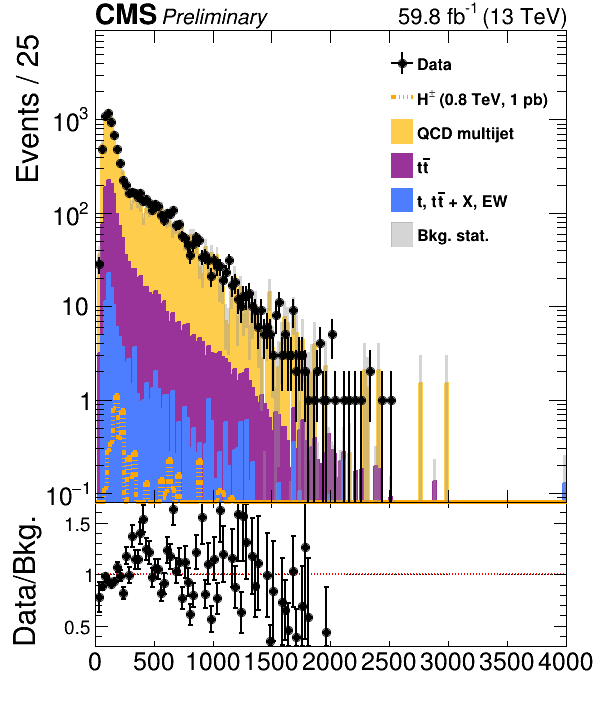 CMS Preliminary 59.8 fb⁻¹ (13 TeV)
Events / 25
10³
10²
10
1
10⁻¹
Data
H± (0.8 TeV, 1 pb)
QCD multijet
tt̄
t, tt̄ + X, EW
Bkg. stat.
Data/Bkg.
1.5
1
0.5
0 500 1000 1500 2000 2500 3000 3500 4000